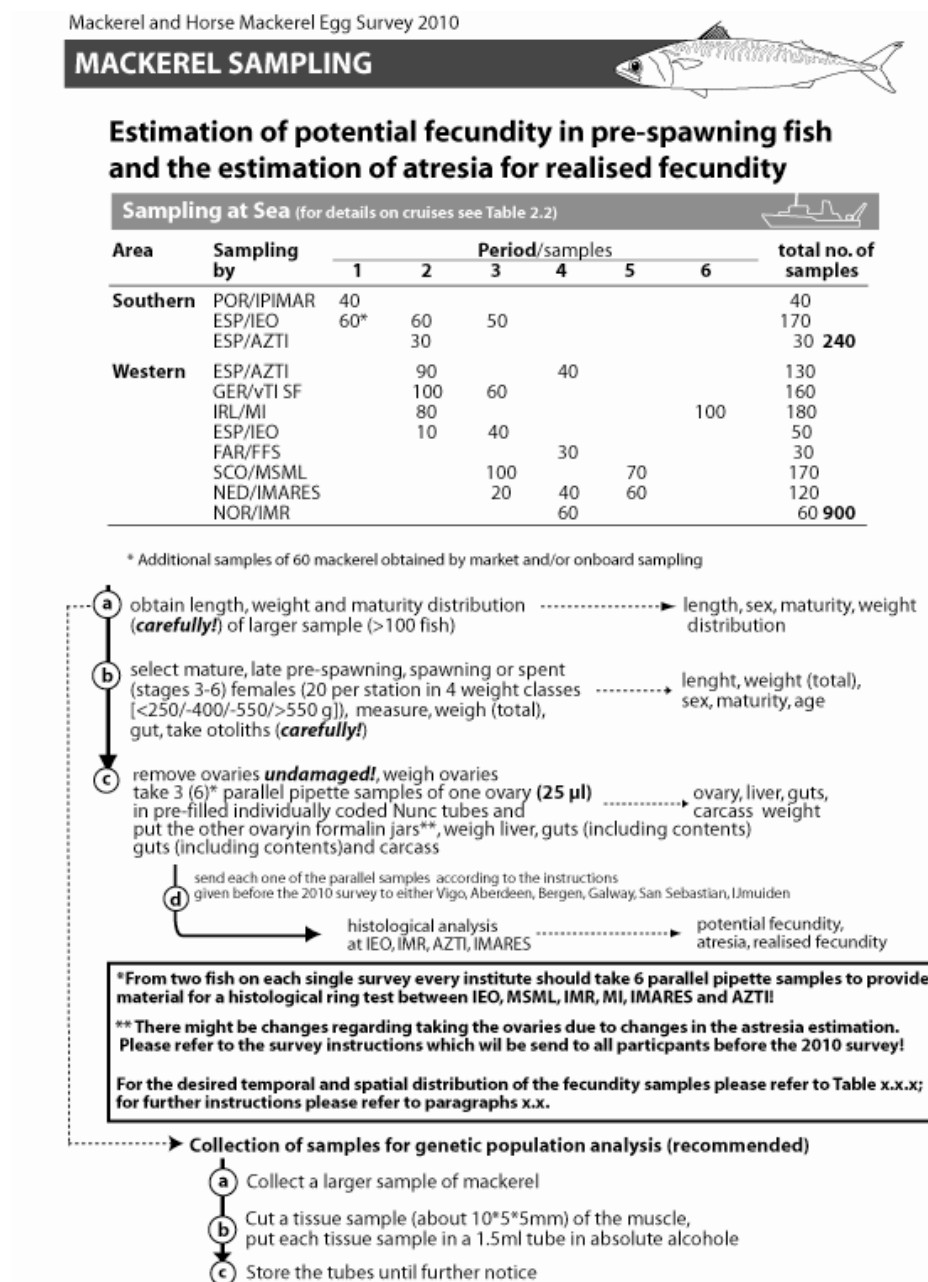 Mackerel and Horse Mackerel Egg Survey 2010
MACKEREL SAMPLING
Estimation of potential fecundity in pre-spawning fish
and the estimation of atresia for realised fecundity
Sampling at Sea (for details on cruises see Table 2.2)
Area Sampling Period/samples total no. of
by 1 2 3 4 5 6 samples
Southern POR/IPIMAR 40 40
ESP/IEO 60* 60 50 170
ESP/AZTI 30 30 240
Western ESP/AZTI 90 40 130
GER/vTI SF 100 60 160
IRL/MI 80 100 180
ESP/IEO 10 40 50
FAR/FFS 30 30
SCO/MSML 100 70 170
NED/IMARES 20 40 60 120
NOR/IMR 60 60 900
* Additional samples of 60 mackerel obtained by market and/or onboard sampling
a obtain length, weight and maturity distribution length, sex, maturity, weight
(carefully!) of larger sample (>100 fish) distribution
b select mature, late pre-spawning, spawning or spent
(stages 3-6) females (20 per station in 4 weight classes lenght, weight (total),
[<250/-400/-550/>550 g]), measure, weigh (total), sex, maturity, age
gut, take otoliths (carefully!)
c remove ovaries undamaged!, weigh ovaries
take 3 (6)* parallel pipette samples of one ovary (25 µl) ovary, liver, guts,
in pre-filled individually coded Nunc tubes and carcass weight
put the other ovaryin formalin jars**, weigh liver, guts (including contents)
guts (including contents)and carcass
send each one of the parallel samples according to the instructions
d given before the 2010 survey to either Vigo, Aberdeen, Bergen, Galway, San Sebastian, IJmuiden
histological analysis potential fecundity,
at IEO, IMR, AZTI, IMARES atresia, realised fecundity
*From two fish on each single survey every institute should take 6 parallel pipette samples to provide
material for a histological ring test between IEO, MSML, IMR, MI, IMARES and AZTI!
** There might be changes regarding taking the ovaries due to changes in the astresia estimation.
Please refer to the survey instructions which wil be send to all particpants before the 2010 survey!
For the desired temporal and spatial distribution of the fecundity samples please refer to Table x.x.x;
for further instructions please refer to paragraphs x.x.
Collection of samples for genetic population analysis (recommended)
a Collect a larger sample of mackerel
b Cut a tissue sample (about 10*5*5mm) of the muscle,
put each tissue sample in a 1.5ml tube in absolute alcohole
c Store the tubes until further notice